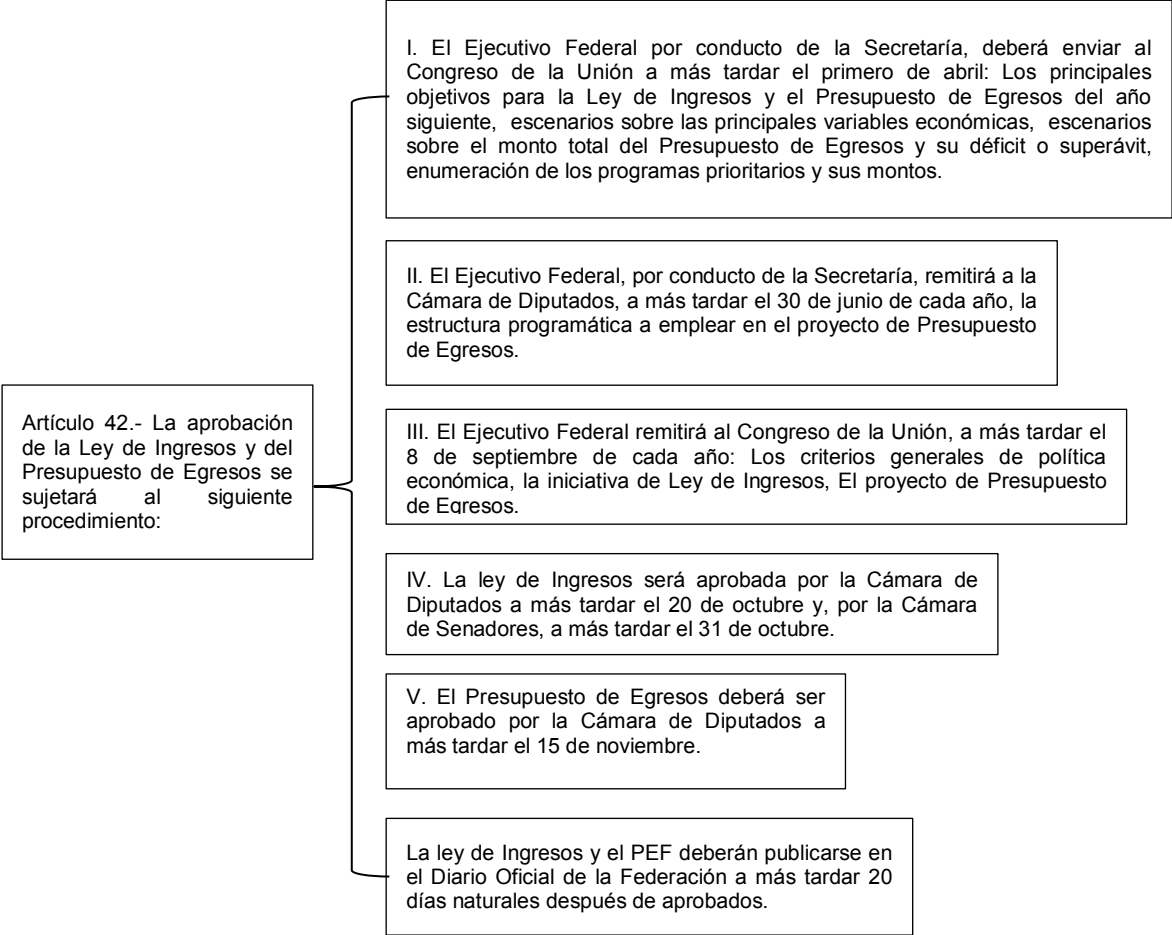 I. El Ejecutivo Federal por conducto de la Secretaría, deberá enviar al
Congreso de la Unión a más tardar el primero de abril: Los principales
objetivos para la Ley de Ingresos y el Presupuesto de Egresos del año
siguiente, escenarios sobre las principales variables económicas, escenarios
sobre el monto total del Presupuesto de Egresos y su déficit o superávit,
enumeración de los programas prioritarios y sus montos.
II. El Ejecutivo Federal, por conducto de la Secretaría, remitirá a la
Cámara de Diputados, a más tardar el 30 de junio de cada año, la
estructura programática a emplear en el proyecto de Presupuesto
de Egresos.
Artículo 42.- La aprobación
de la Ley de Ingresos y del
Presupuesto de Egresos se
sujetará al siguiente
procedimiento:
III. El Ejecutivo Federal remitirá al Congreso de la Unión, a más tardar el
8 de septiembre de cada año: Los criterios generales de política
económica, la iniciativa de Ley de Ingresos, El proyecto de Presupuesto
de Egresos.
IV. La ley de Ingresos será aprobada por la Cámara de
Diputados a más tardar el 20 de octubre y, por la Cámara
de Senadores, a más tardar el 31 de octubre.
V. El Presupuesto de Egresos deberá ser
aprobado por la Cámara de Diputados a
más tardar el 15 de noviembre.
La ley de Ingresos y el PEF deberán publicarse en
el Diario Oficial de la Federación a más tardar 20
días naturales después de aprobados.